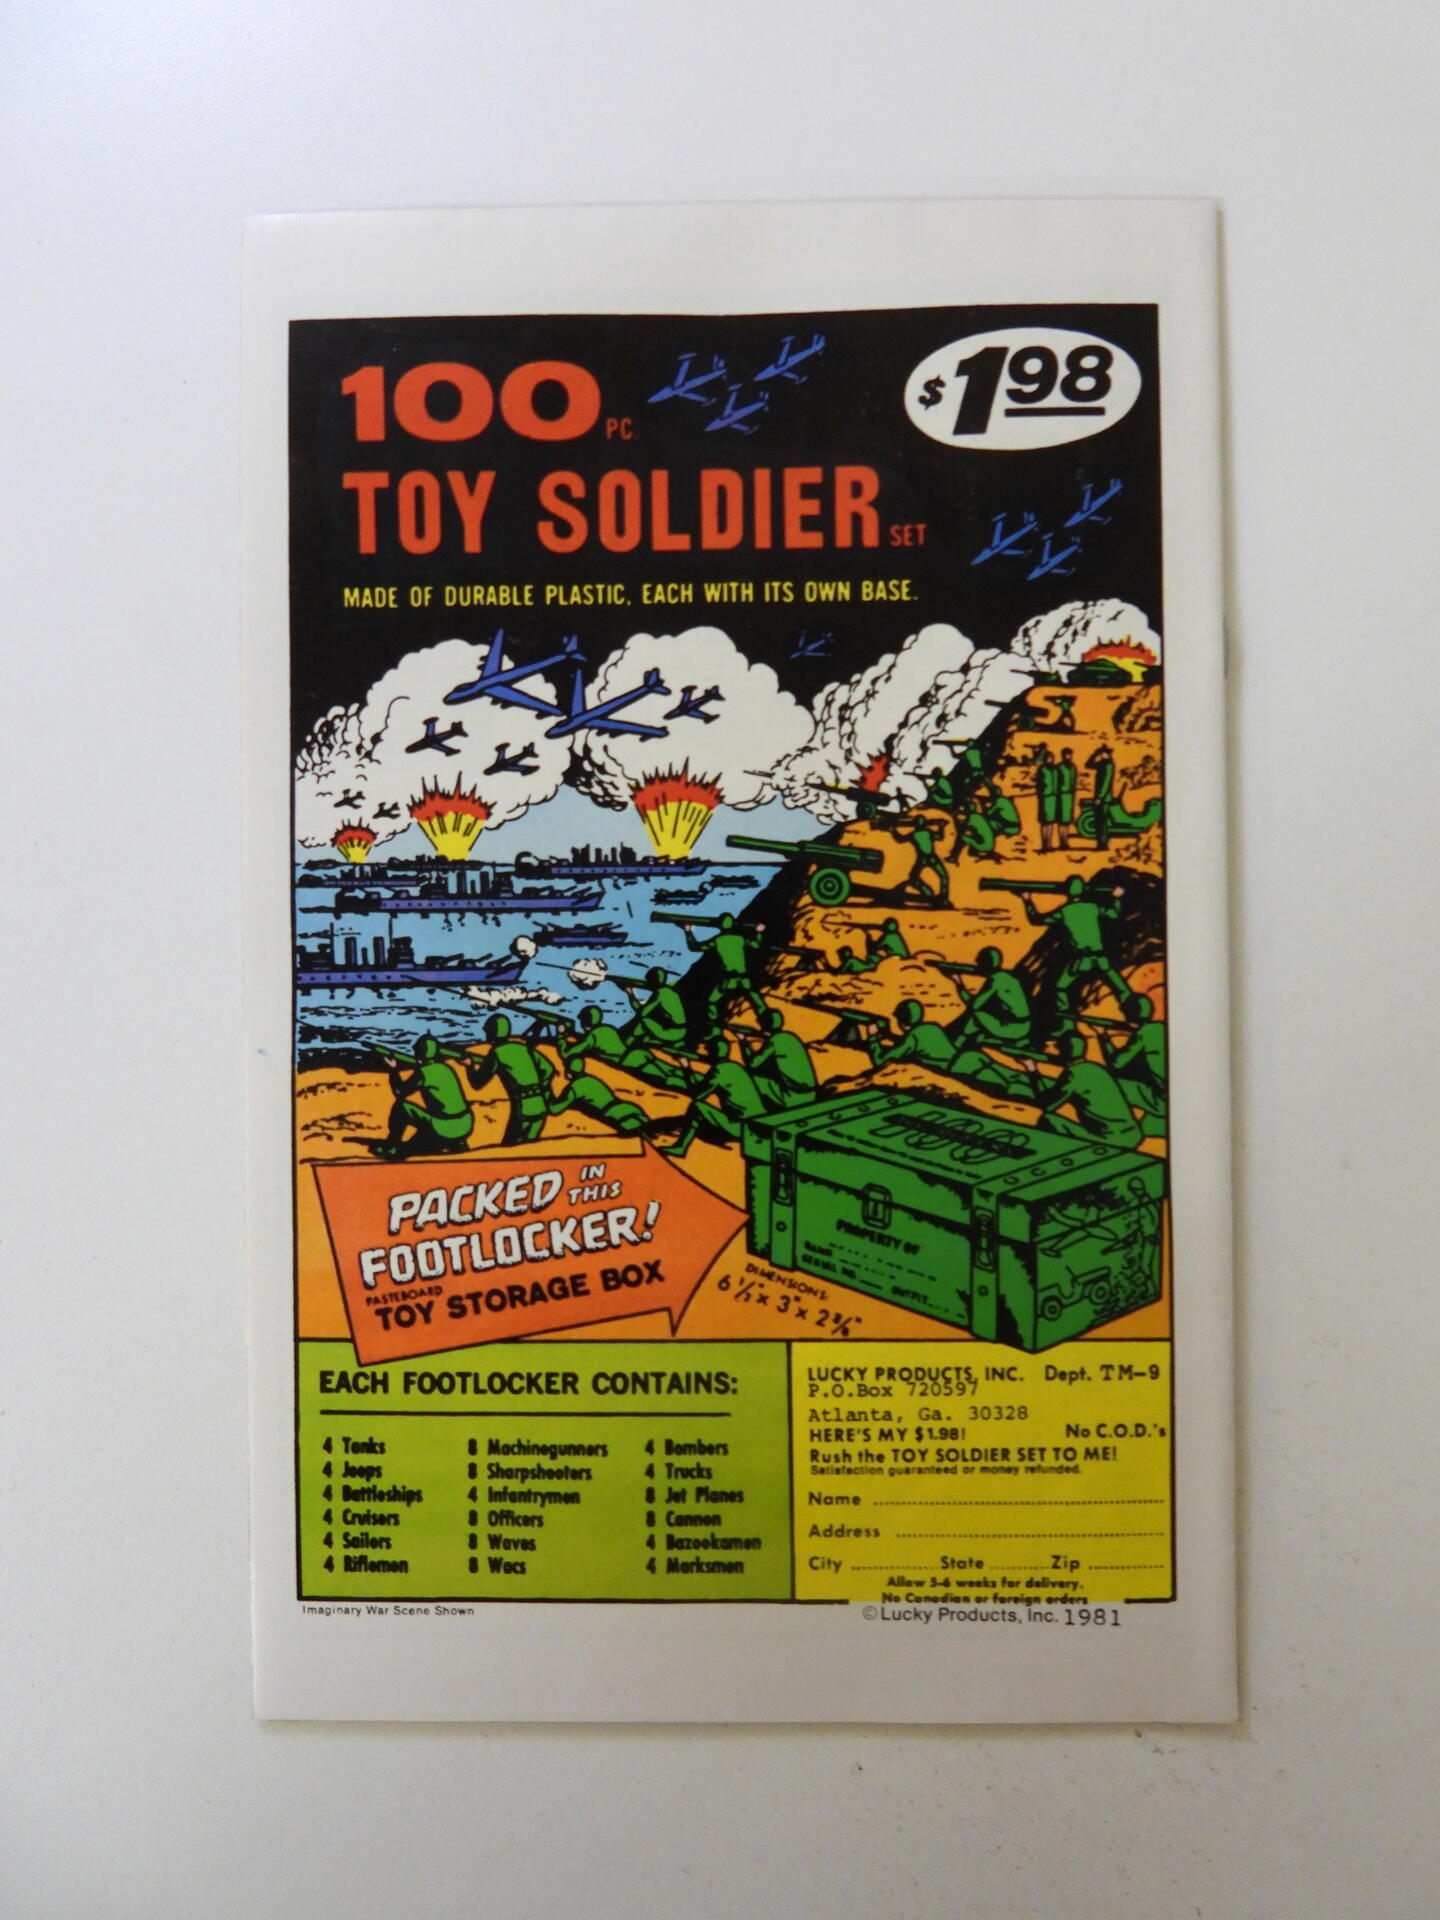 100 PC.
$1.98
TOY SOLDIER SET
MADE OF DURABLE PLASTIC, EACH WITH ITS OWN BASE.
PACKED IN THIS
FOOTLOCKER!
PASTEBOARD
TOY STORAGE BOX
100
PROPERTY OF
NAME
SERIAL NO.
OUTFIT
DIMENSIONS:
6 1/2" x 3" x 2 3/8"
EACH FOOTLOCKER CONTAINS:
4 Tanks
4 Jeeps
4 Battleships
4 Cruisers
4 Sailors
4 Riflemen
8 Machinegunners
8 Sharpshooters
4 Infantrymen
8 Officers
8 Waves
8 Wacs
4 Bombers
4 Trucks
8 Jet Planes
8 Cannon
4 Bazookamen
4 Marksmen
LUCKY PRODUCTS, INC. Dept. TM-9
P.O.Box 720597
Atlanta, Ga. 30328
HERE'S MY $1.98! No C.O.D.'s
Rush the TOY SOLDIER SET TO ME!
Satisfaction guaranteed or money refunded.
Name
Address
City State Zip
Allow 5-6 weeks for delivery.
No Canadian or foreign orders
Imaginary War Scene Shown
©Lucky Products, Inc. 1981